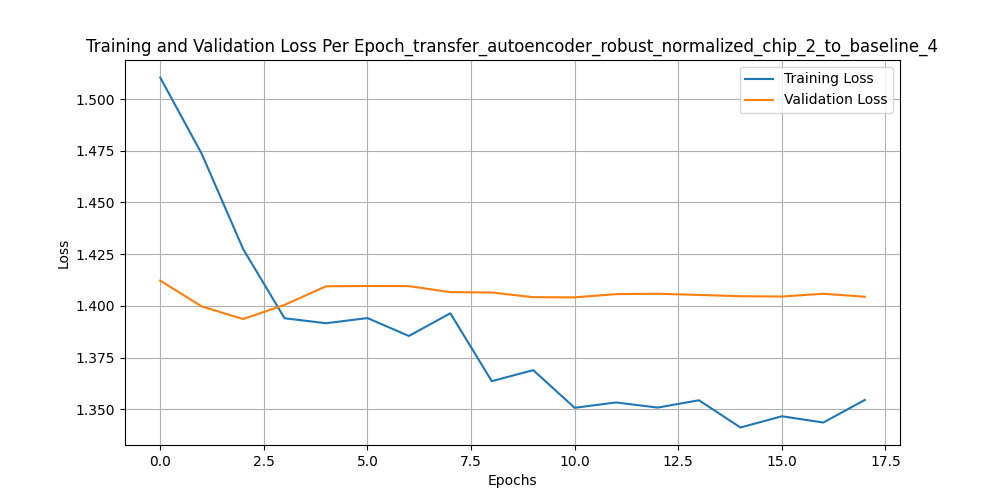 Training and Validation Loss Per Epoch_transfer_autoencoder_robust_normalized_chip_2_to_baseline_4
Training Loss
Validation Loss
1.500
1.475
1.450
1.425
1.400
1.375
1.350
Loss
0.0 2.5 5.0 7.5 10.0 12.5 15.0 17.5
Epochs